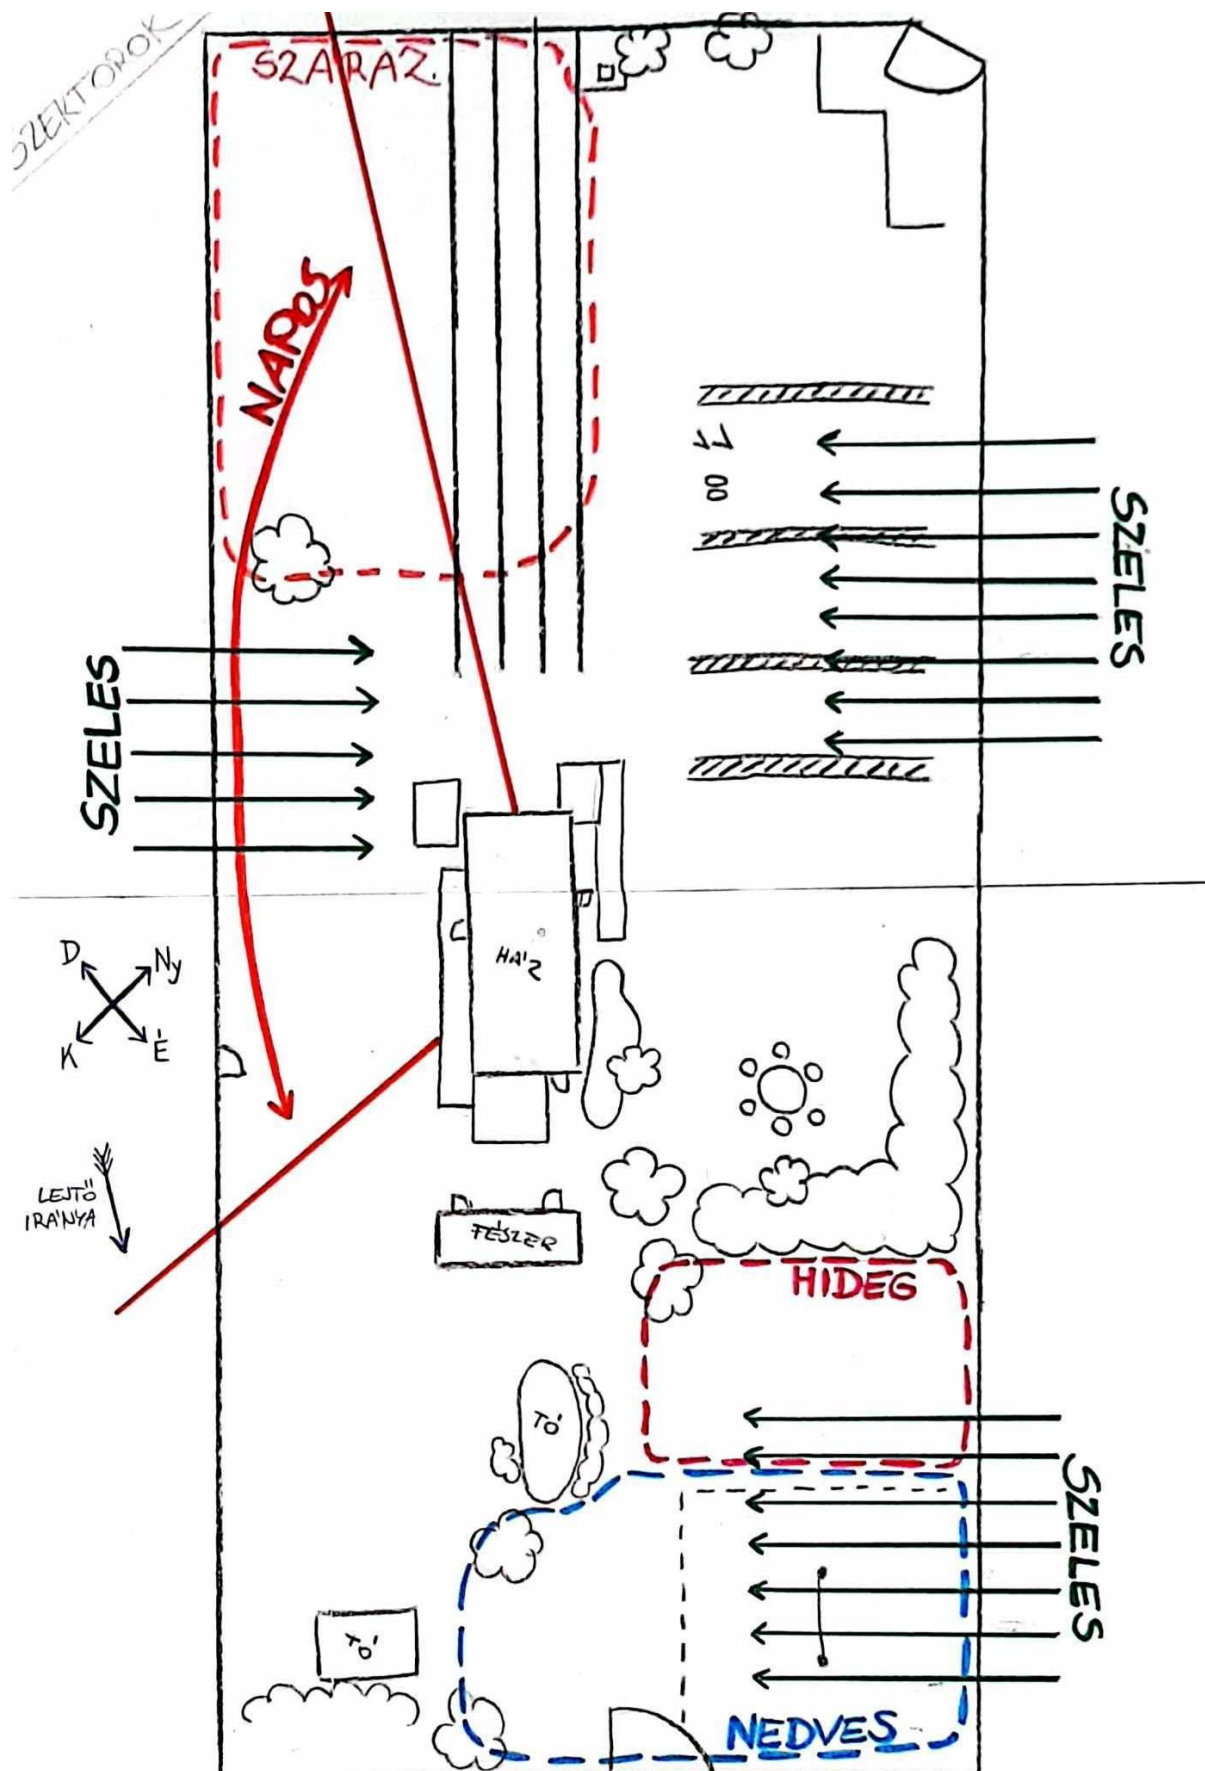 SZEKTOROK
SZÁRAZ
NAPOS
SZELES
SZELES
HÁZ
D
Ny
K
É
LEJTŐ
IRÁNYA
FÉSZER
HIDEG
TÓ
SZELES
TÓ
NEDVES